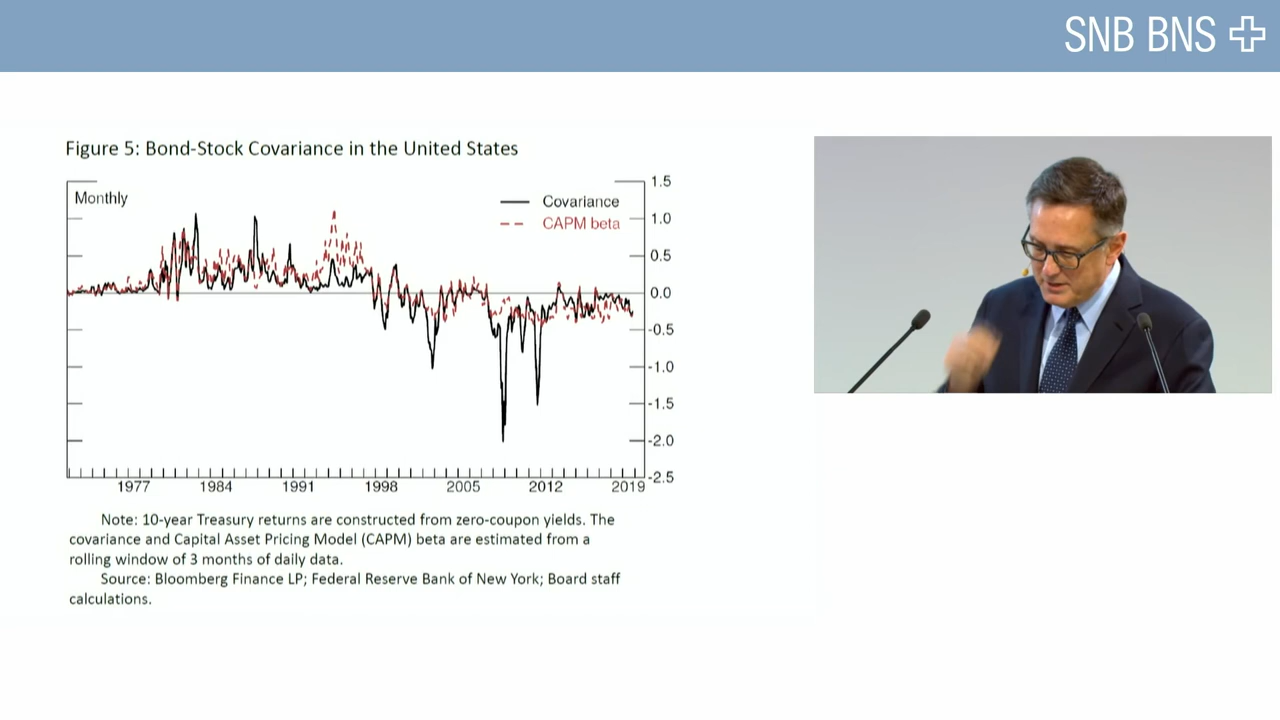 SNB BNS
Figure 5: Bond-Stock Covariance in the United States
Monthly
Covariance
CAPM beta
1.5
1.0
0.5
0.0
-0.5
-1.0
-1.5
-2.0
-2.5
1977 1984 1991 1998 2005 2012 2019
Note: 10-year Treasury returns are constructed from zero-coupon yields. The
covariance and Capital Asset Pricing Model (CAPM) beta are estimated from a
rolling window of 3 months of daily data.
Source: Bloomberg Finance LP; Federal Reserve Bank of New York; Board staff
calculations.